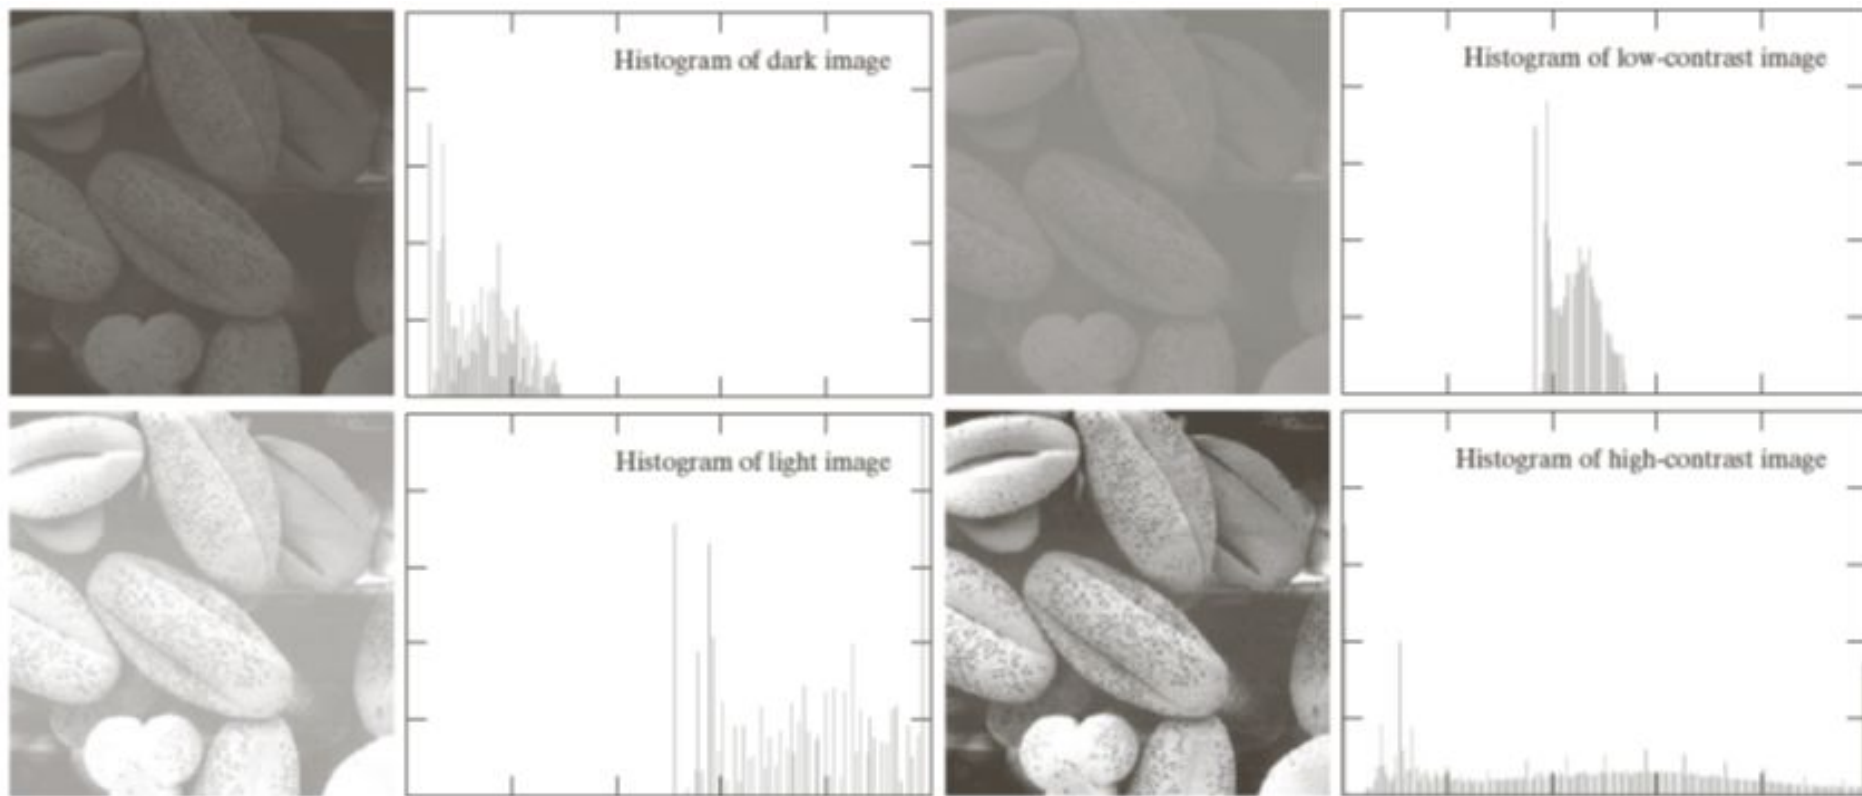 Histogram of dark image
Histogram of low-contrast image
Histogram of light image
Histogram of high-contrast image